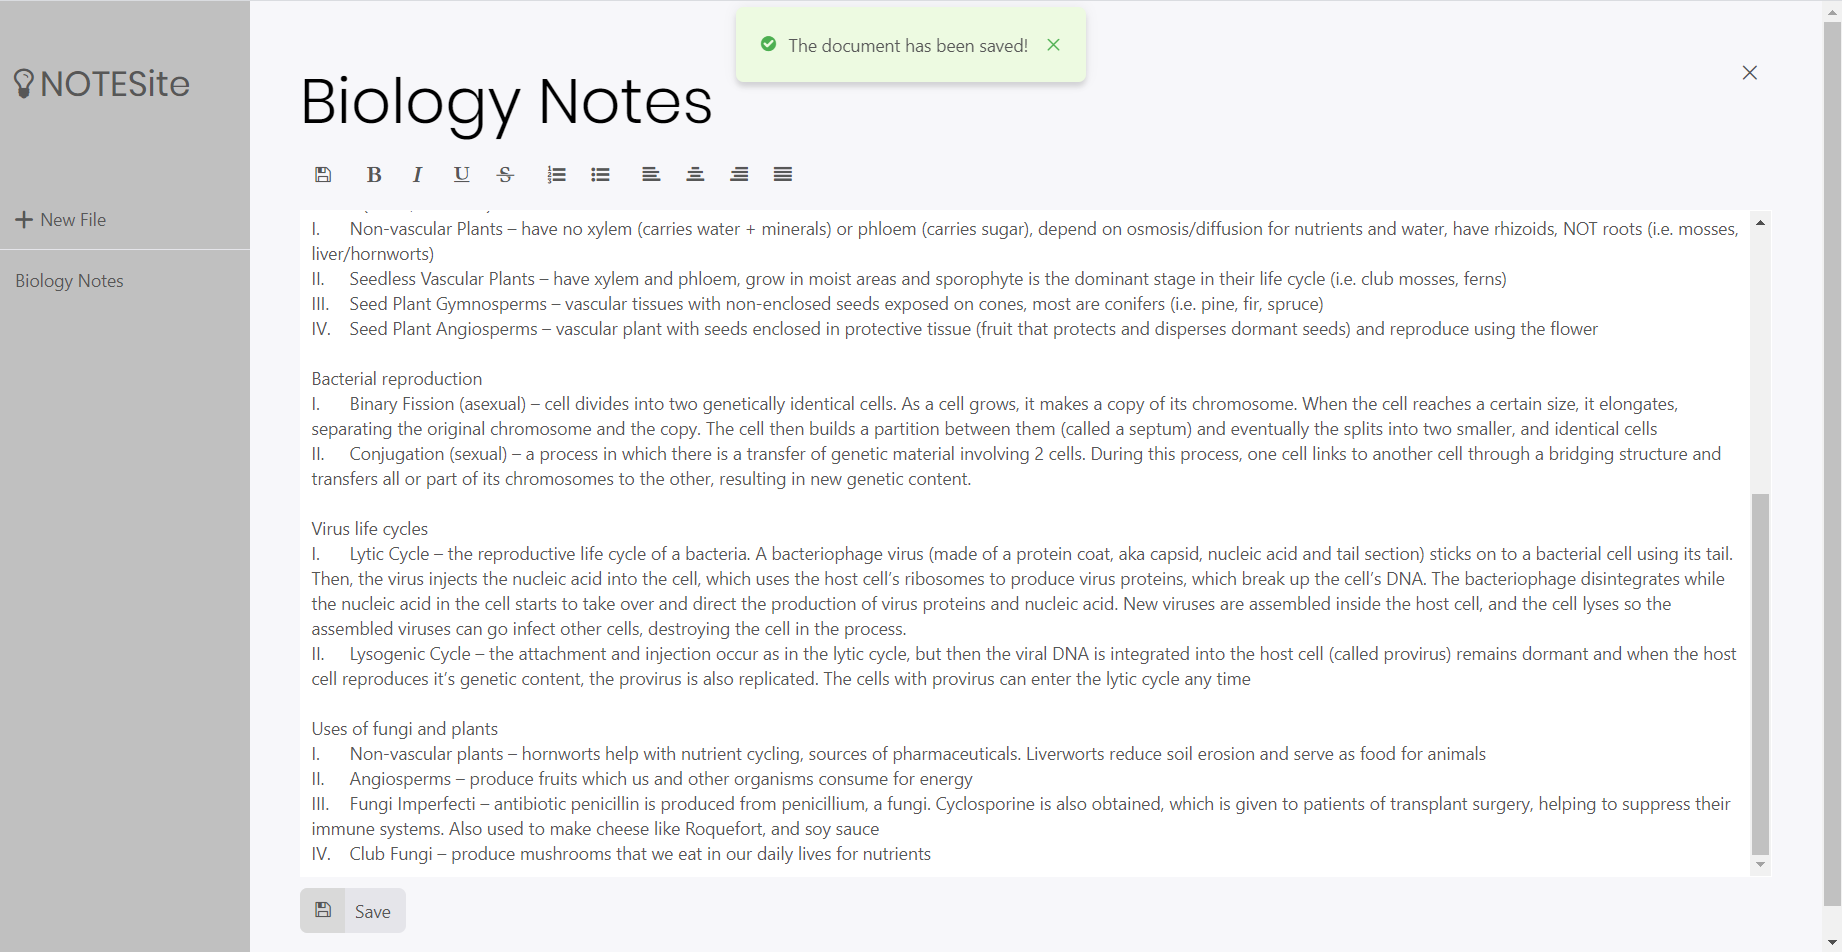 The document has been saved!
NOTESite
Biology Notes
B I U S
New File
Biology Notes
I. Non-vascular Plants – have no xylem (carries water + minerals) or phloem (carries sugar), depend on osmosis/diffusion for nutrients and water, have rhizoids, NOT roots (i.e. mosses,
liver/hornworts)
II. Seedless Vascular Plants – have xylem and phloem, grow in moist areas and sporophyte is the dominant stage in their life cycle (i.e. club mosses, ferns)
III. Seed Plant Gymnosperms – vascular tissues with non-enclosed seeds exposed on cones, most are conifers (i.e. pine, fir, spruce)
IV. Seed Plant Angiosperms – vascular plant with seeds enclosed in protective tissue (fruit that protects and disperses dormant seeds) and reproduce using the flower
Bacterial reproduction
I. Binary Fission (asexual) – cell divides into two genetically identical cells. As a cell grows, it makes a copy of its chromosome. When the cell reaches a certain size, it elongates,
separating the original chromosome and the copy. The cell then builds a partition between them (called a septum) and eventually the splits into two smaller, and identical cells
II. Conjugation (sexual) – a process in which there is a transfer of genetic material involving 2 cells. During this process, one cell links to another cell through a bridging structure and
transfers all or part of its chromosomes to the other, resulting in new genetic content.
Virus life cycles
I. Lytic Cycle – the reproductive life cycle of a bacteria. A bacteriophage virus (made of a protein coat, aka capsid, nucleic acid and tail section) sticks on to a bacterial cell using its tail.
Then, the virus injects the nucleic acid into the cell, which uses the host cell’s ribosomes to produce virus proteins, which break up the cell’s DNA. The bacteriophage disintegrates while
the nucleic acid in the cell starts to take over and direct the production of virus proteins and nucleic acid. New viruses are assembled inside the host cell, and the cell lyses so the
assembled viruses can go infect other cells, destroying the cell in the process.
II. Lysogenic Cycle – the attachment and injection occur as in the lytic cycle, but then the viral DNA is integrated into the host cell (called provirus) remains dormant and when the host
cell reproduces it’s genetic content, the provirus is also replicated. The cells with provirus can enter the lytic cycle any time
Uses of fungi and plants
I. Non-vascular plants – hornworts help with nutrient cycling, sources of pharmaceuticals. Liverworts reduce soil erosion and serve as food for animals
II. Angiosperms – produce fruits which us and other organisms consume for energy
III. Fungi Imperfecti – antibiotic penicillin is produced from penicillium, a fungi. Cyclosporine is also obtained, which is given to patients of transplant surgery, helping to suppress their
immune systems. Also used to make cheese like Roquefort, and soy sauce
IV. Club Fungi – produce mushrooms that we eat in our daily lives for nutrients
Save